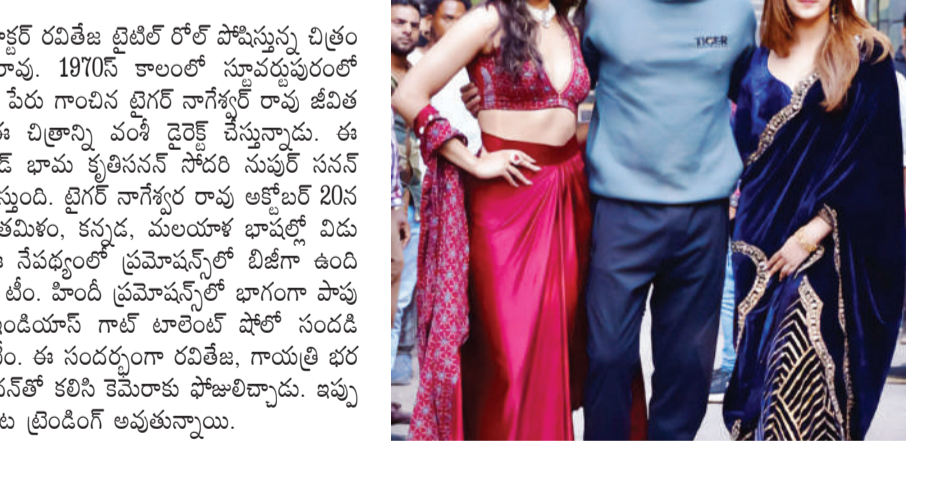 ాక్టర్ రవితేజ టైటిల్ రోల్ పోషిస్తున్న చిత్రం
రావు. 1970స్ కాలంలో స్టూవర్టుపురంలో
పేరు గాంచిన టైగర్ నాగేశ్వర్ రావు జీవిత
ఈ చిత్రాన్ని వంశీ డైరెక్ట్ చేస్తున్నాడు. ఈ
డ్ భామ కృతిసనన్ సోదరి నుపుర్ సనన్
స్తుంది. టైగర్ నాగేశ్వర రావు అక్టోబర్ 20న
తమిళం, కన్నడ, మలయాళ భాషల్లో విడు
ఈ నేపథ్యంలో ప్రమోషన్స్‌లో బిజీగా ఉంది
టీం. హిందీ ప్రమోషన్స్‌లో భాగంగా పాపు
ఇండియాస్ గాట్ టాలెంట్ షోలో సందడి
ీం. ఈ సందర్భంగా రవితేజ, గాయత్రి భర
నన్‌తో కలిసి కెమెరాకు ఫోజులిచ్చాడు. ఇప్పు
ట ట్రెండింగ్ అవుతున్నాయి.
TIGER